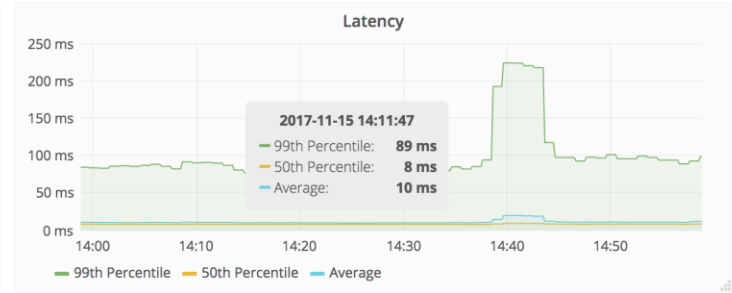 Latency
250 ms
200 ms
150 ms
100 ms
50 ms
0 ms
2017-11-15 14:11:47
99th Percentile: 89 ms
50th Percentile: 8 ms
Average: 10 ms
14:00 14:10 14:20 14:30 14:40 14:50
99th Percentile 50th Percentile Average